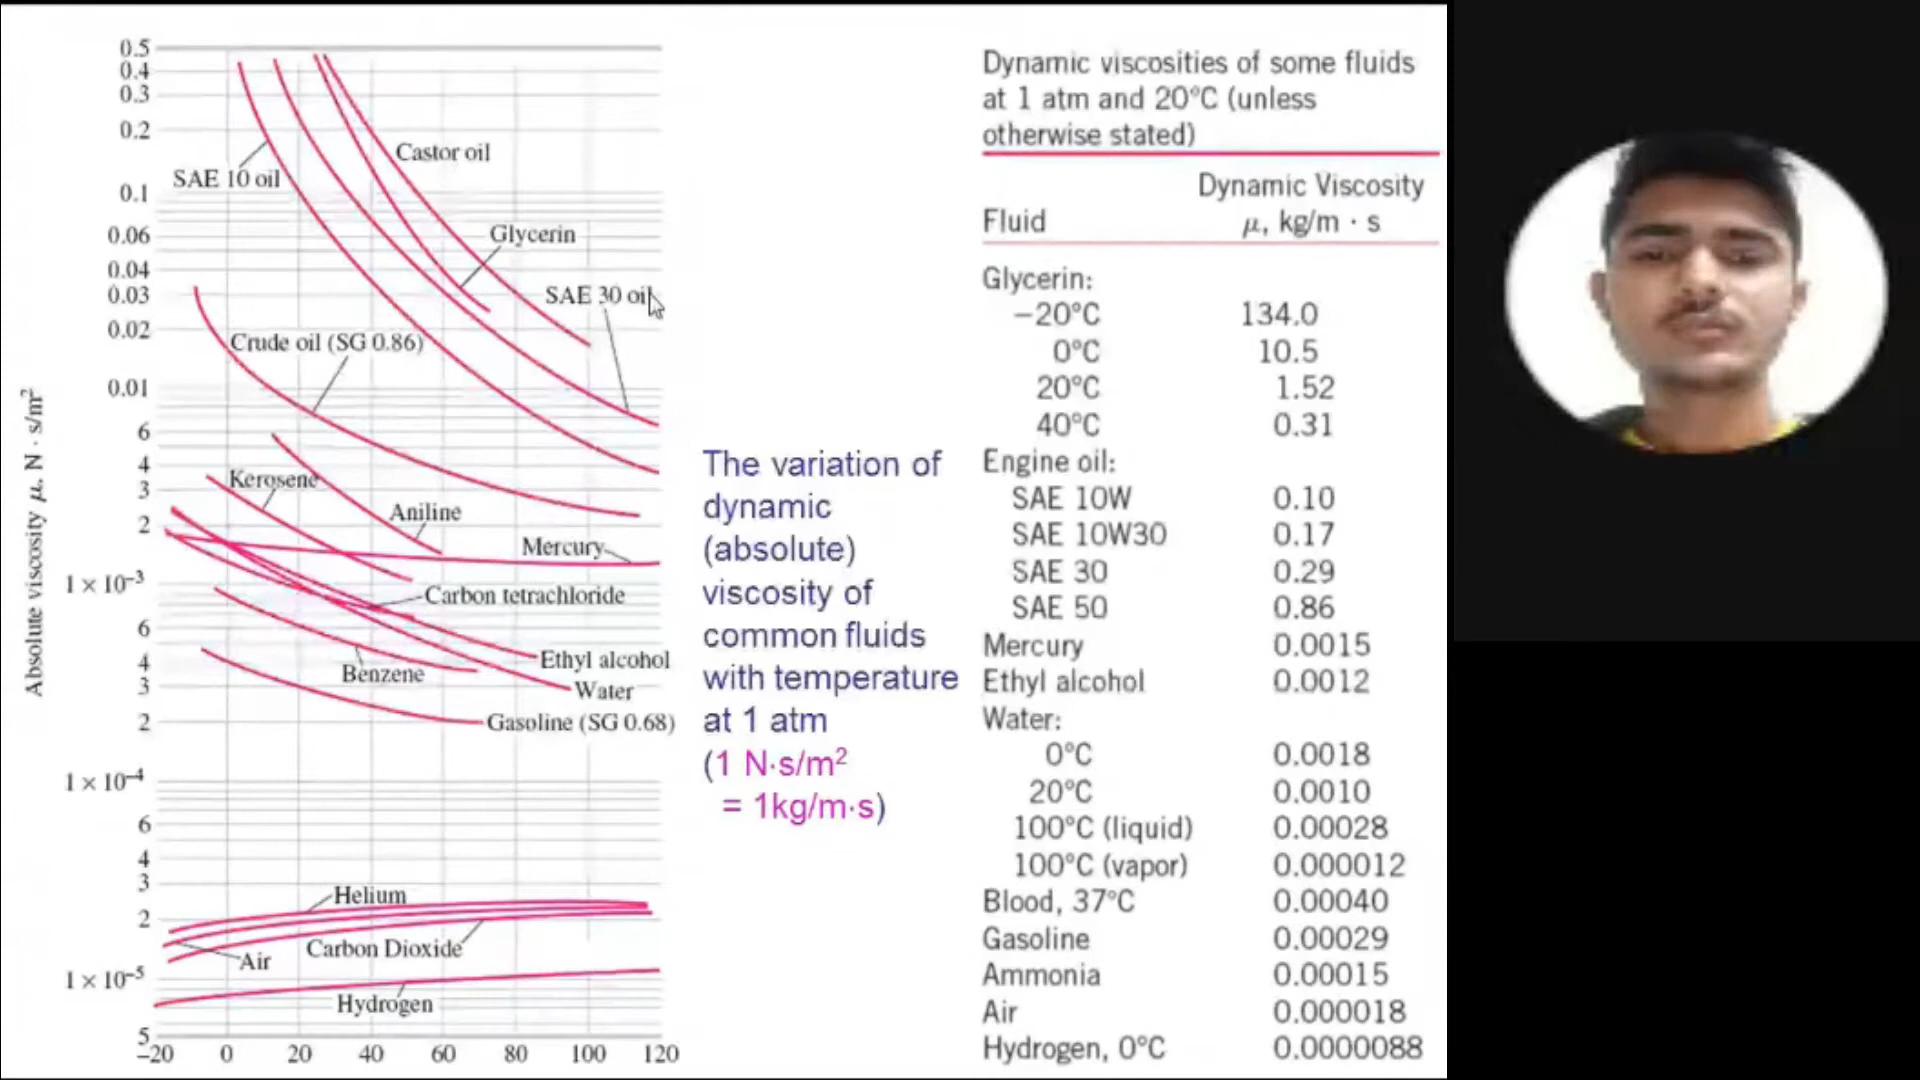 0.5
0.4
0.3
0.2
0.1
0.06
0.04
0.03
0.02
0.01
6
4
3
2
1 × 10⁻³
6
4
3
2
1 × 10⁻⁴
6
4
3
2
1 × 10⁻⁵
5
Absolute viscosity μ, N · s/m²
−20 0 20 40 60 80 100 120
Castor oil
SAE 10 oil
Glycerin
SAE 30 oil
Crude oil (SG 0.86)
Kerosene
Aniline
Mercury
Carbon tetrachloride
Ethyl alcohol
Benzene
Water
Gasoline (SG 0.68)
Helium
Carbon Dioxide
Air
Hydrogen
The variation of
dynamic
(absolute)
viscosity of
common fluids
with temperature
at 1 atm
(1 N·s/m²
= 1kg/m·s)
Dynamic viscosities of some fluids
at 1 atm and 20°C (unless
otherwise stated)
Dynamic Viscosity
Fluid μ, kg/m · s
Glycerin:
−20°C 134.0
0°C 10.5
20°C 1.52
40°C 0.31
Engine oil:
SAE 10W 0.10
SAE 10W30 0.17
SAE 30 0.29
SAE 50 0.86
Mercury 0.0015
Ethyl alcohol 0.0012
Water:
0°C 0.0018
20°C 0.0010
100°C (liquid) 0.00028
100°C (vapor) 0.000012
Blood, 37°C 0.00040
Gasoline 0.00029
Ammonia 0.00015
Air 0.000018
Hydrogen, 0°C 0.0000088